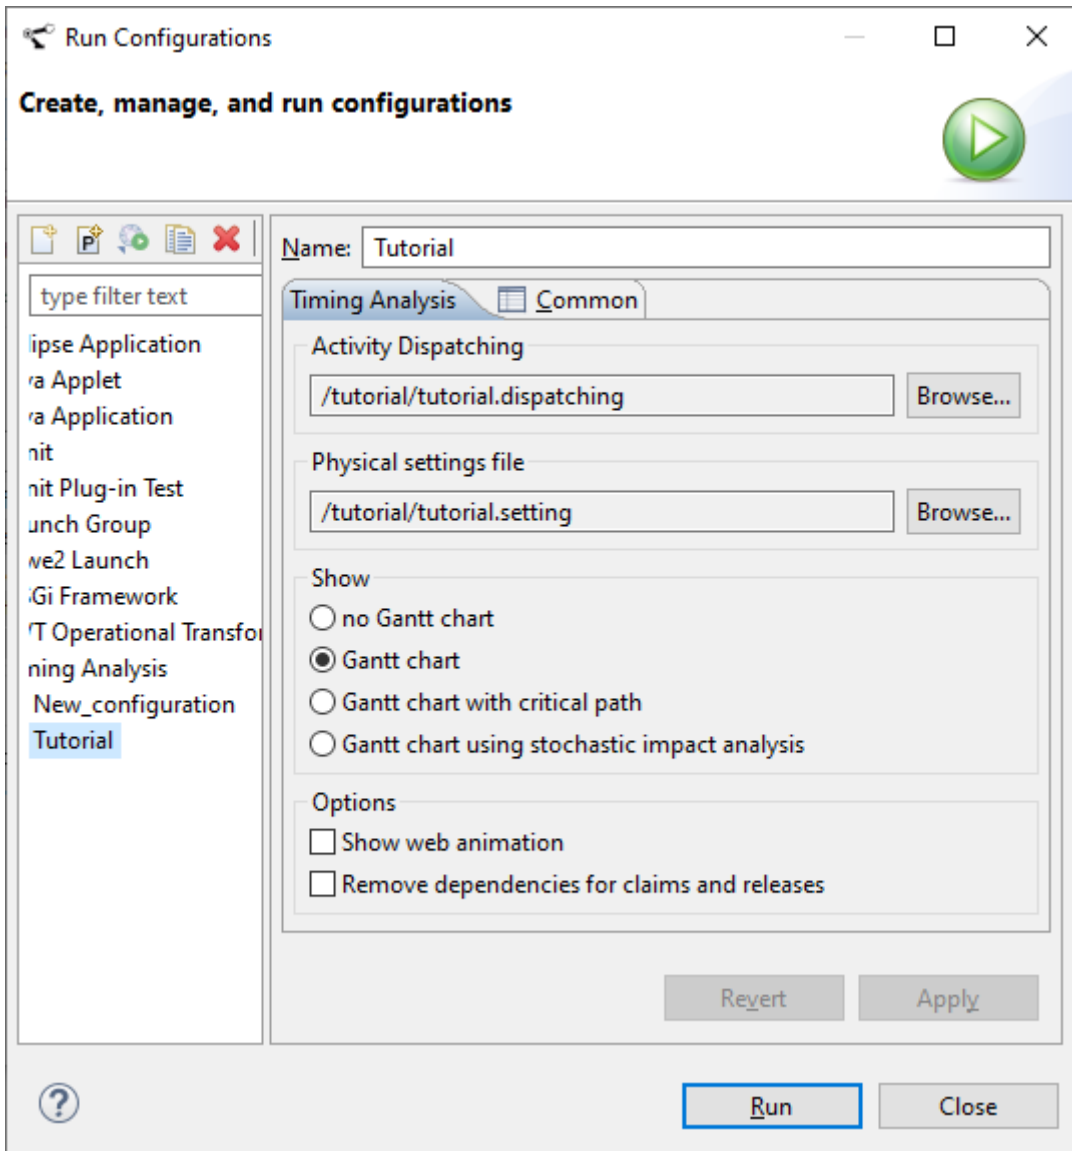 Run Configurations
Create, manage, and run configurations
P
type filter text
lipse Application
va Applet
va Application
nit
nit Plug-in Test
unch Group
we2 Launch
Gi Framework
T Operational Transfor
ning Analysis
New_configuration
Tutorial
Name: Tutorial
Timing Analysis Common
Activity Dispatching
/tutorial/tutorial.dispatching Browse...
Physical settings file
/tutorial/tutorial.setting Browse...
Show
no Gantt chart
Gantt chart
Gantt chart with critical path
Gantt chart using stochastic impact analysis
Options
Show web animation
Remove dependencies for claims and releases
Revert Apply
? Run Close